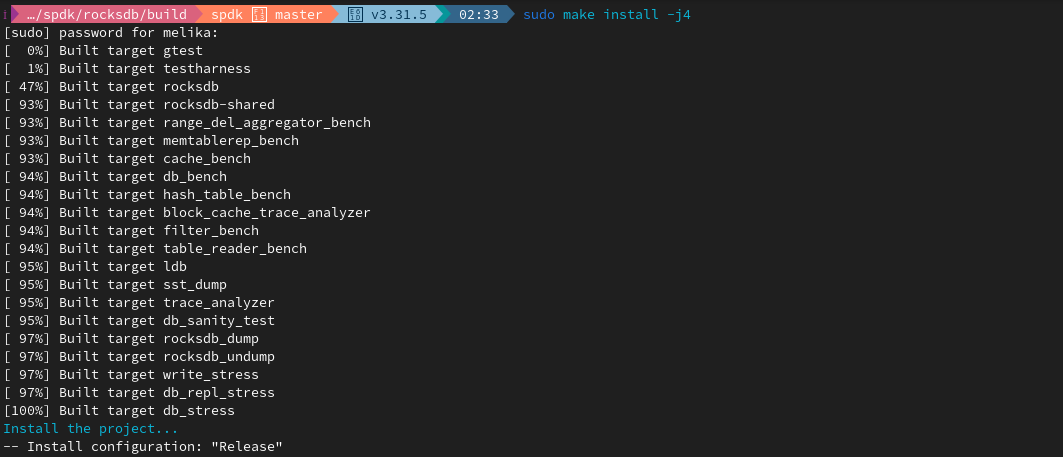 …/spdk/rocksdb/build spdk master v3.31.5 02:33 sudo make install -j4
[sudo] password for melika:
[  0%] Built target gtest
[  1%] Built target testharness
[ 47%] Built target rocksdb
[ 93%] Built target rocksdb-shared
[ 93%] Built target range_del_aggregator_bench
[ 93%] Built target memtablerep_bench
[ 93%] Built target cache_bench
[ 94%] Built target db_bench
[ 94%] Built target hash_table_bench
[ 94%] Built target block_cache_trace_analyzer
[ 94%] Built target filter_bench
[ 94%] Built target table_reader_bench
[ 95%] Built target ldb
[ 95%] Built target sst_dump
[ 95%] Built target trace_analyzer
[ 95%] Built target db_sanity_test
[ 97%] Built target rocksdb_dump
[ 97%] Built target rocksdb_undump
[ 97%] Built target write_stress
[ 97%] Built target db_repl_stress
[100%] Built target db_stress
Install the project...
-- Install configuration: "Release"